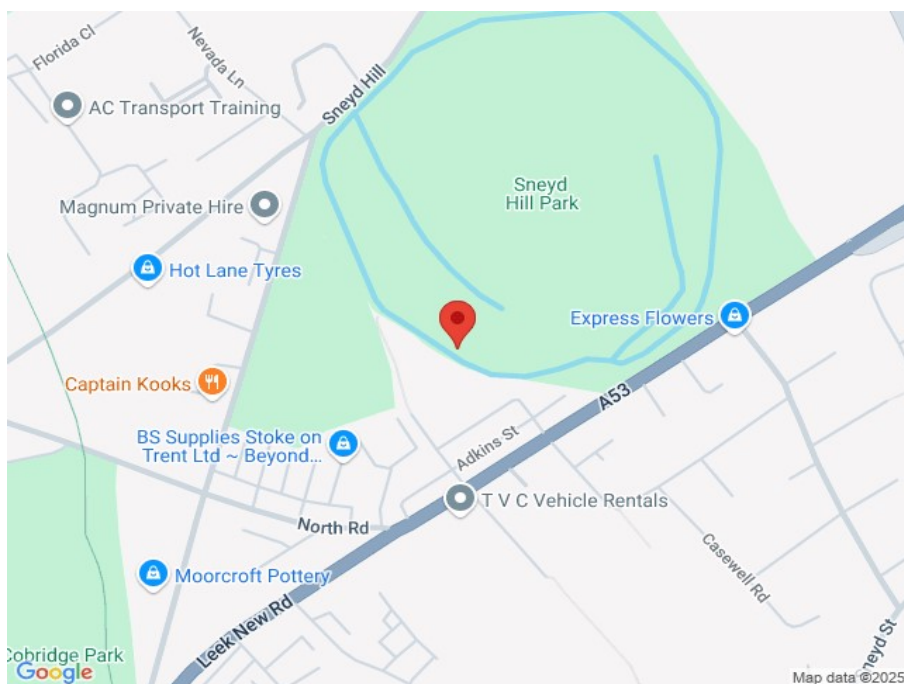 Florida Cl
Nevada Ln
AC Transport Training
Sneyd Hill
Magnum Private Hire
Sneyd
Hill Park
Hot Lane Tyres
Express Flowers
Captain Kooks
A53
BS Supplies Stoke on
Trent Ltd ~ Beyond...
Adkins St
T V C Vehicle Rentals
North Rd
Casewell Rd
Moorcroft Pottery
Leek New Rd
Sneyd St
Cobridge Park
Google
Map data ©2025